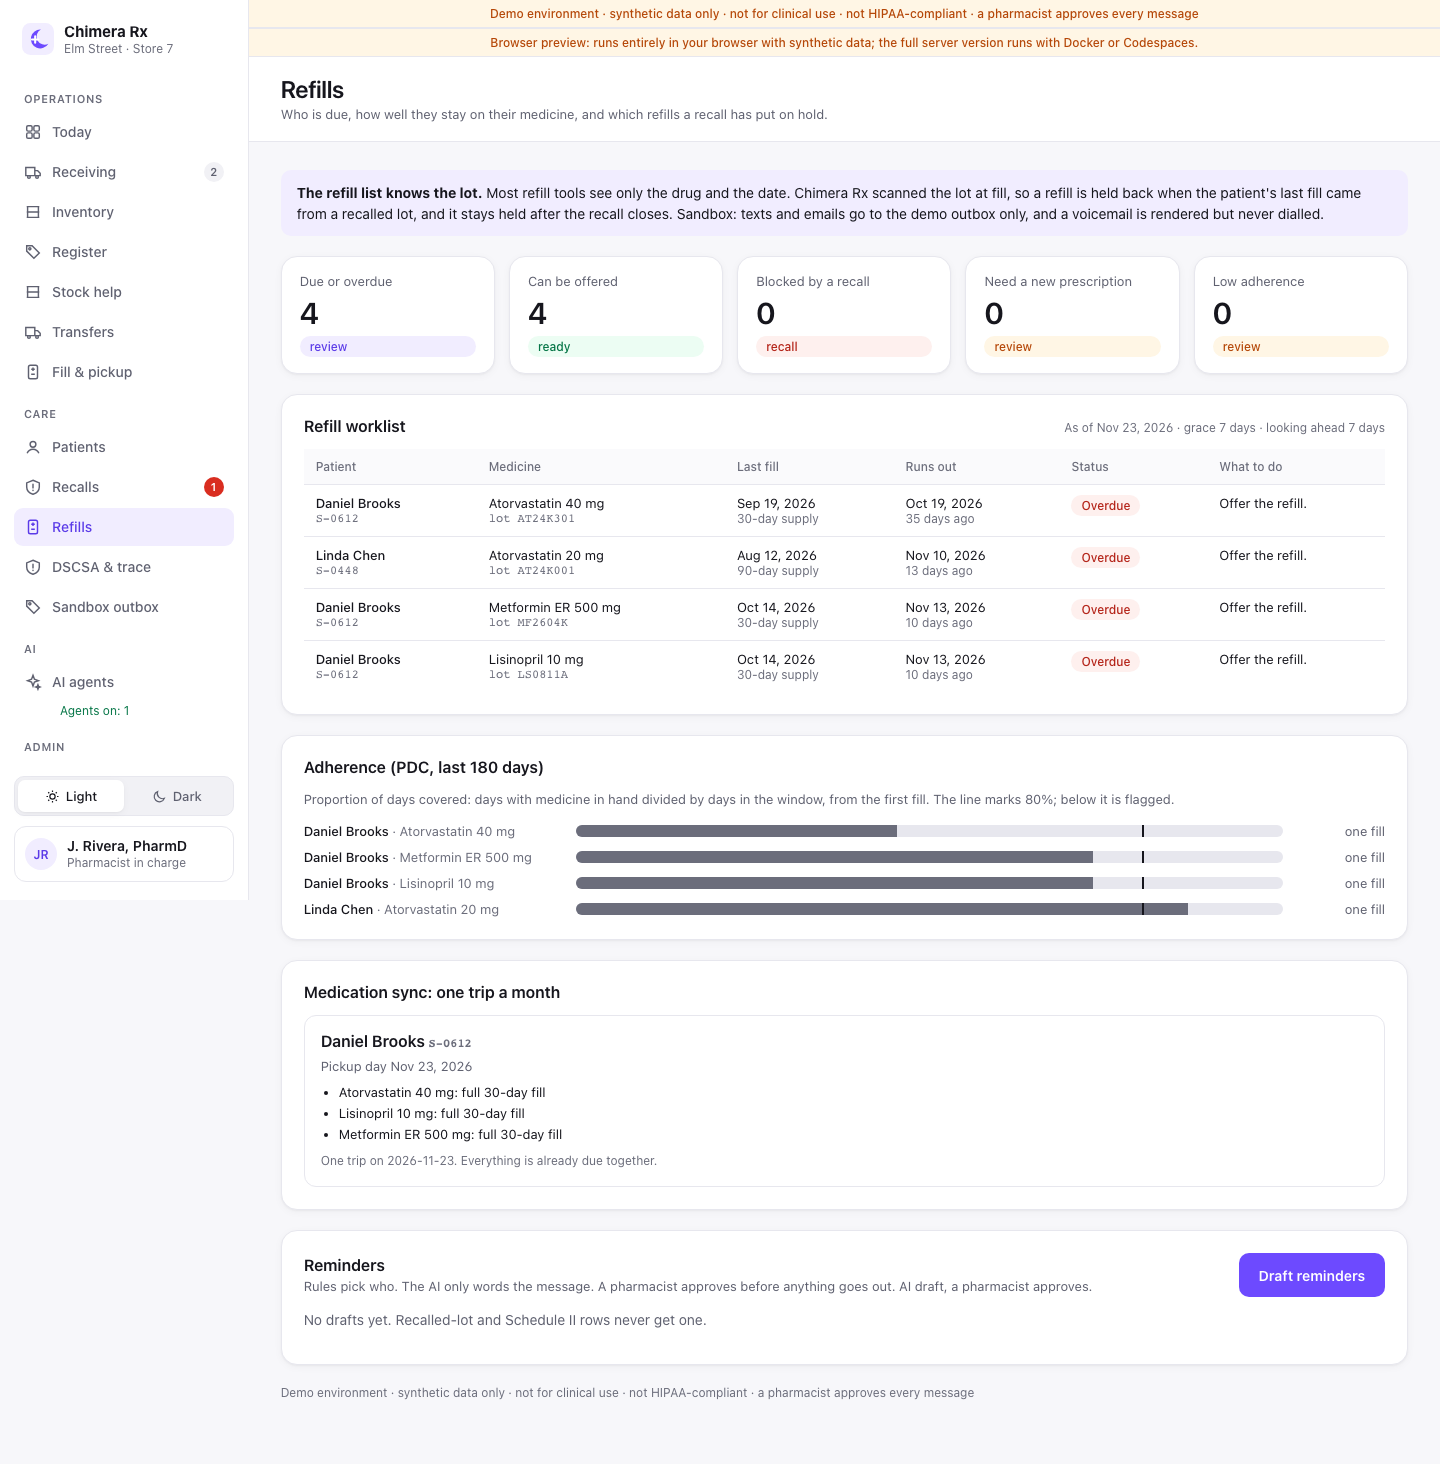 Chimera Rx
Elm Street · Store 7
OPERATIONS
Today
Receiving 2
Inventory
Register
Stock help
Transfers
Fill & pickup
CARE
Patients
Recalls 1
Refills
DSCSA & trace
Sandbox outbox
AI
AI agents
Agents on: 1
ADMIN
Light Dark
JR
J. Rivera, PharmD
Pharmacist in charge
Demo environment · synthetic data only · not for clinical use · not HIPAA-compliant · a pharmacist approves every message
Browser preview: runs entirely in your browser with synthetic data; the full server version runs with Docker or Codespaces.
Refills
Who is due, how well they stay on their medicine, and which refills a recall has put on hold.
The refill list knows the lot. Most refill tools see only the drug and the date. Chimera Rx scanned the lot at fill, so a refill is held back when the patient's last fill came
from a recalled lot, and it stays held after the recall closes. Sandbox: texts and emails go to the demo outbox only, and a voicemail is rendered but never dialled.
Due or overdue
4
review
Can be offered
4
ready
Blocked by a recall
0
recall
Need a new prescription
0
review
Low adherence
0
review
Refill worklist
As of Nov 23, 2026 · grace 7 days · looking ahead 7 days
Patient Medicine Last fill Runs out Status What to do
Daniel Brooks Atorvastatin 40 mg Sep 19, 2026 Oct 19, 2026 Overdue Offer the refill.
S-0612 lot AT24K301 30-day supply 35 days ago
Linda Chen Atorvastatin 20 mg Aug 12, 2026 Nov 10, 2026 Overdue Offer the refill.
S-0448 lot AT24K001 90-day supply 13 days ago
Daniel Brooks Metformin ER 500 mg Oct 14, 2026 Nov 13, 2026 Overdue Offer the refill.
S-0612 lot MF2604K 30-day supply 10 days ago
Daniel Brooks Lisinopril 10 mg Oct 14, 2026 Nov 13, 2026 Overdue Offer the refill.
S-0612 lot LS0811A 30-day supply 10 days ago
Adherence (PDC, last 180 days)
Proportion of days covered: days with medicine in hand divided by days in the window, from the first fill. The line marks 80%; below it is flagged.
Daniel Brooks · Atorvastatin 40 mg one fill
Daniel Brooks · Metformin ER 500 mg one fill
Daniel Brooks · Lisinopril 10 mg one fill
Linda Chen · Atorvastatin 20 mg one fill
Medication sync: one trip a month
Daniel Brooks S-0612
Pickup day Nov 23, 2026
• Atorvastatin 40 mg: full 30-day fill
• Lisinopril 10 mg: full 30-day fill
• Metformin ER 500 mg: full 30-day fill
One trip on 2026-11-23. Everything is already due together.
Reminders
Rules pick who. The AI only words the message. A pharmacist approves before anything goes out. AI draft, a pharmacist approves.
Draft reminders
No drafts yet. Recalled-lot and Schedule II rows never get one.
Demo environment · synthetic data only · not for clinical use · not HIPAA-compliant · a pharmacist approves every message